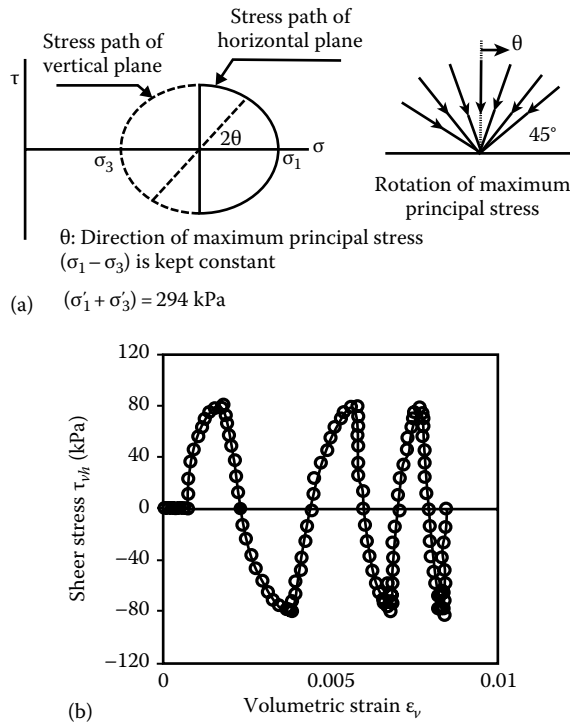 Stress path of
vertical plane
Stress path of
horizontal plane
τ
σ3
2θ
σ1
σ
θ
45°
Rotation of maximum
principal stress
θ: Direction of maximum principal stress
(σ1 – σ3) is kept constant
(a) (σ′1 + σ′3) = 294 kPa
120
80
40
0
−40
−80
−120
Sheer stress τvh (kPa)
0
0.005
0.01
Volumetric strain εv
(b)